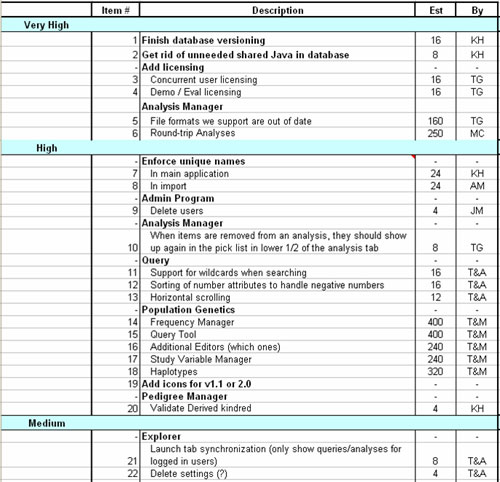 Item # Description Est By
Very High
1 Finish database versioning 16 KH
2 Get rid of unneeded shared Java in database 8 KH
- Add licensing - -
3 Concurrent user licensing 16 TG
4 Demo / Eval licensing 16 TG
Analysis Manager
5 File formats we support are out of date 160 TG
6 Round-trip Analyses 250 MC
High
- Enforce unique names - -
7 In main application 24 KH
8 In import 24 AM
- Admin Program - -
9 Delete users 4 JM
- Analysis Manager - -
When items are removed from an analysis, they should show
10 up again in the pick list in lower 1/2 of the analysis tab 8 TG
- Query - -
11 Support for wildcards when searching 16 T&A
12 Sorting of number attributes to handle negative numbers 16 T&A
13 Horizontal scrolling 12 T&A
- Population Genetics - -
14 Frequency Manager 400 T&M
15 Query Tool 400 T&M
16 Additional Editors (which ones) 240 T&M
17 Study Variable Manager 240 T&M
18 Haplotypes 320 T&M
19 Add icons for v1.1 or 2.0 - -
- Pedigree Manager - -
20 Validate Derived kindred 4 KH
Medium
- Explorer - -
Launch tab synchronization (only show queries/analyses for
21 logged in users) 8 T&A
22 Delete settings (?) 4 T&A